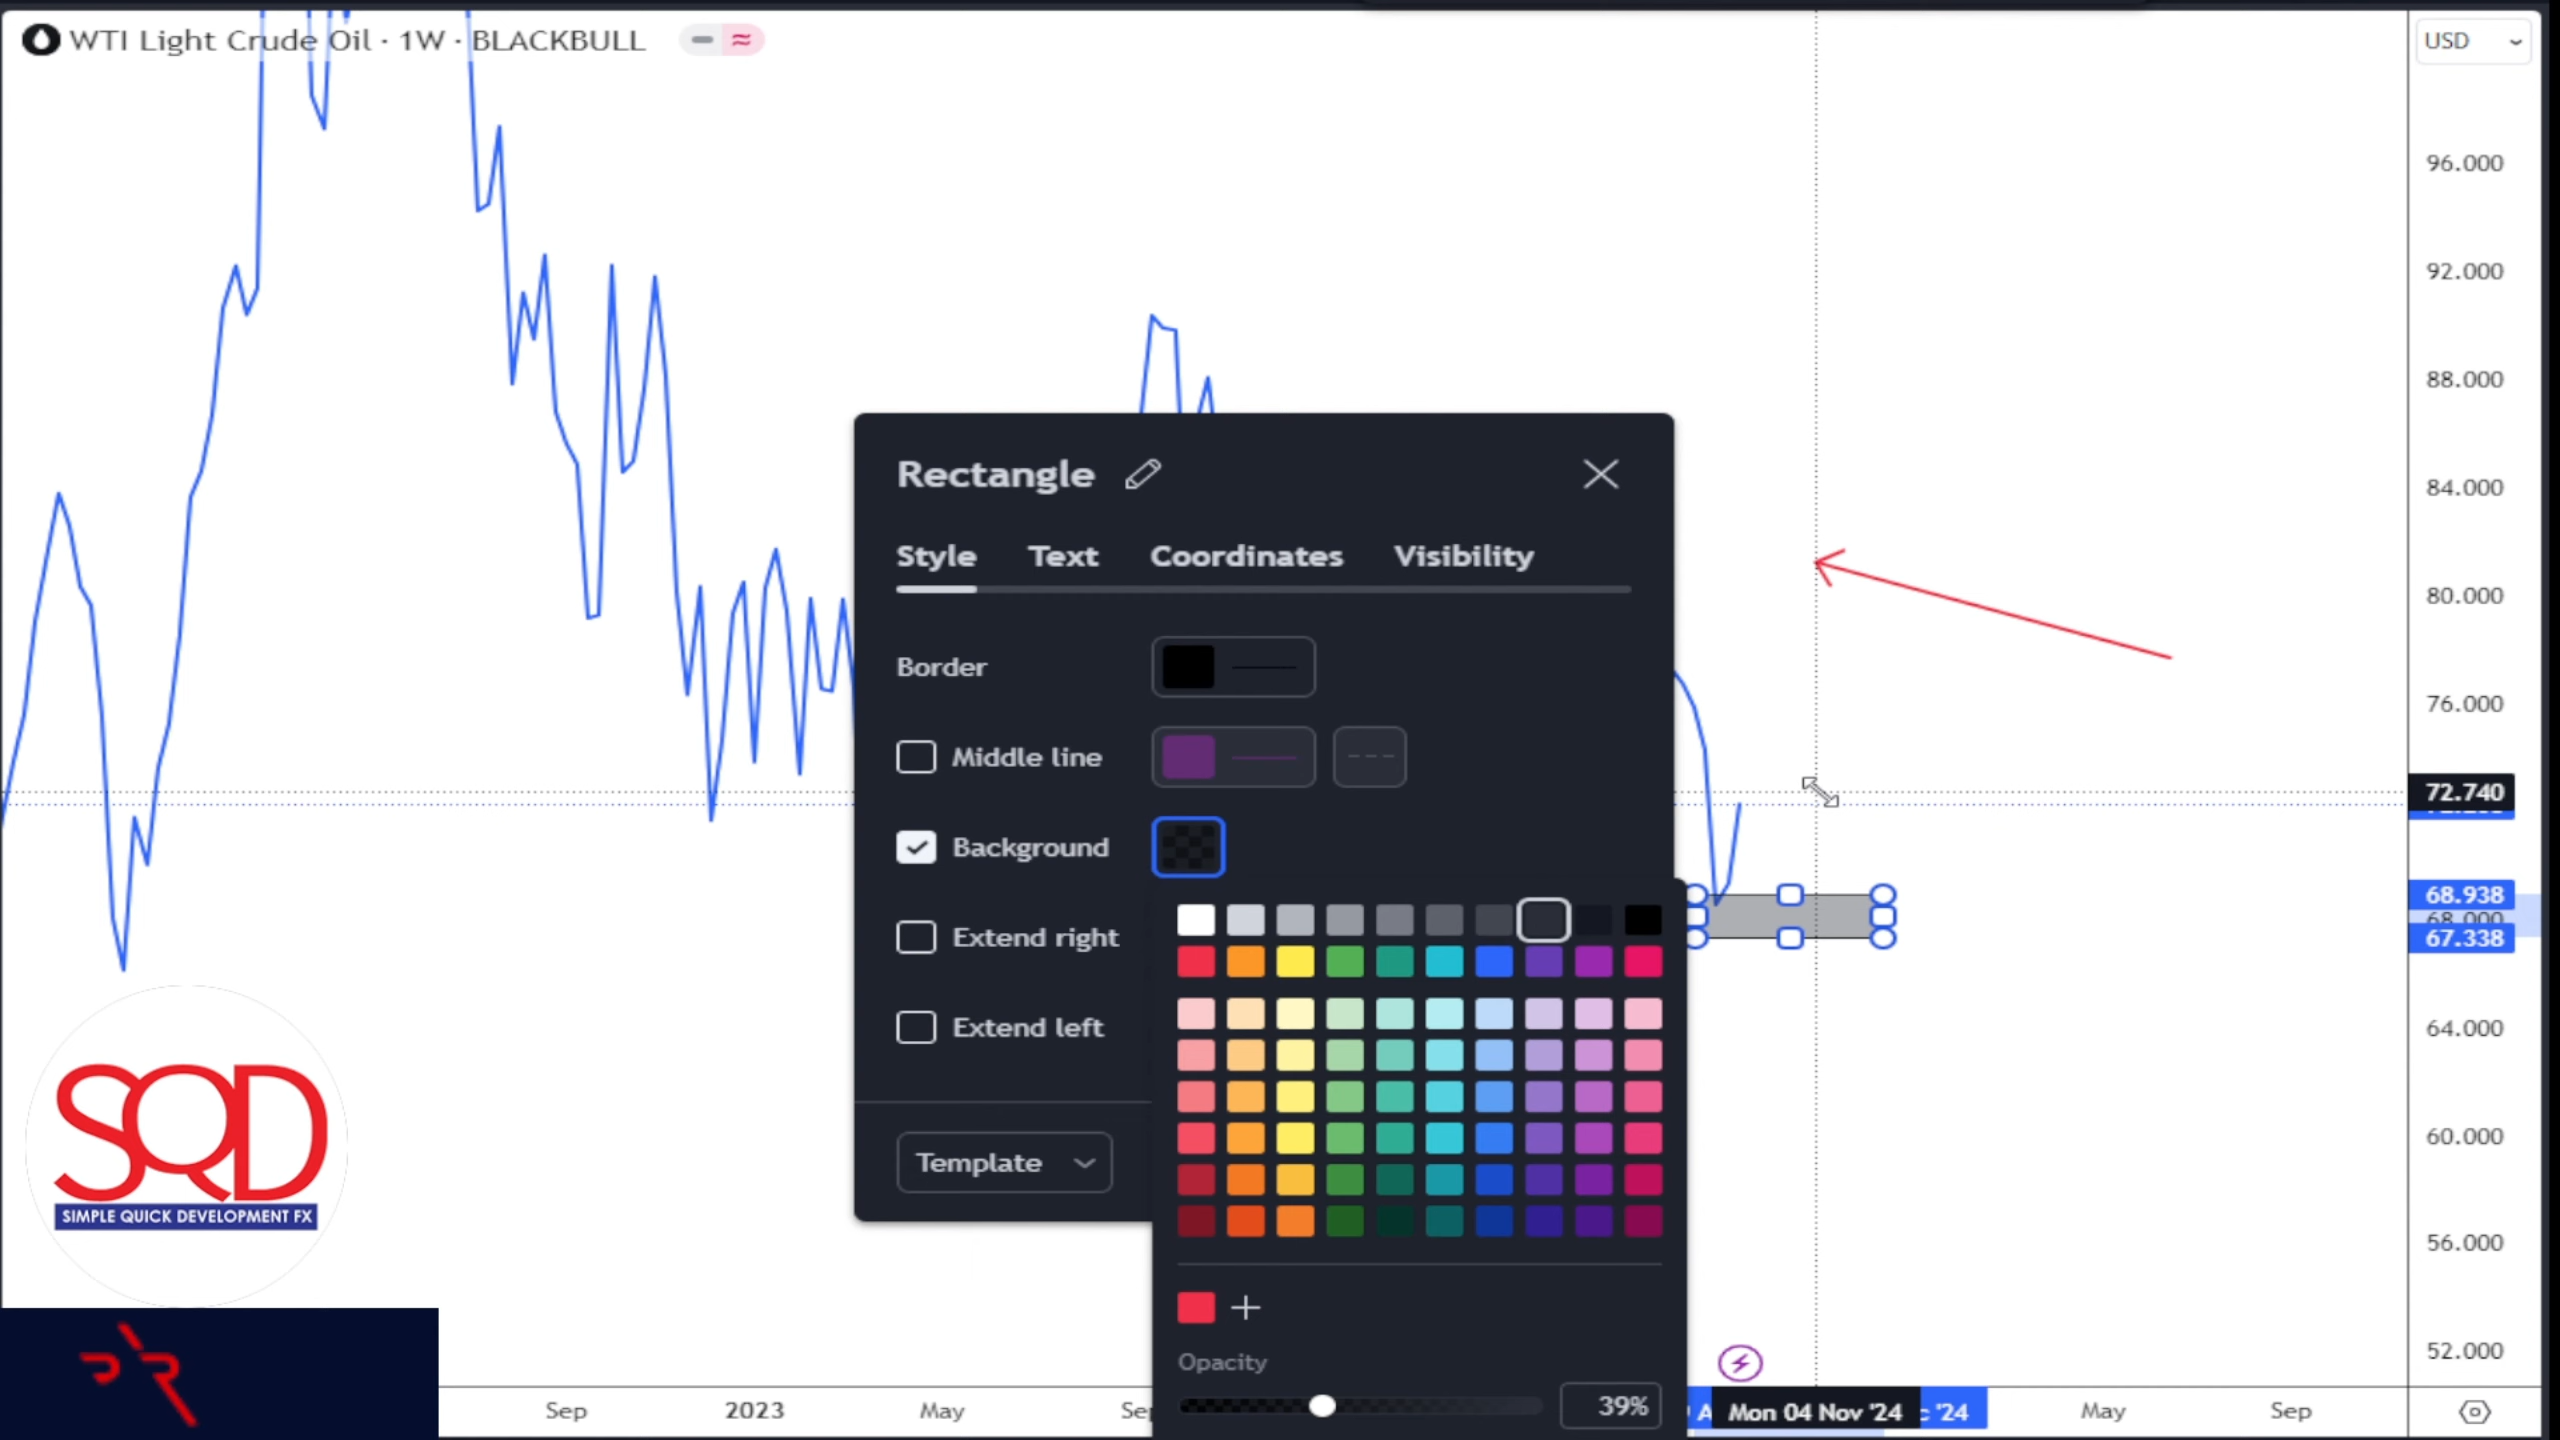 WTI Light Crude Oil · 1W · BLACKBULL
USD
96.000
92.000
88.000
84.000
80.000
76.000
72.740
68.938
68.000
67.338
64.000
60.000
56.000
52.000
Rectangle
Style Text Coordinates Visibility
Border
Middle line
Background
Extend right
Extend left
Template
Opacity
39%
SQD
SIMPLE QUICK DEVELOPMENT FX
Sep 2023 May Mon 04 Nov '24 '24 May Sep